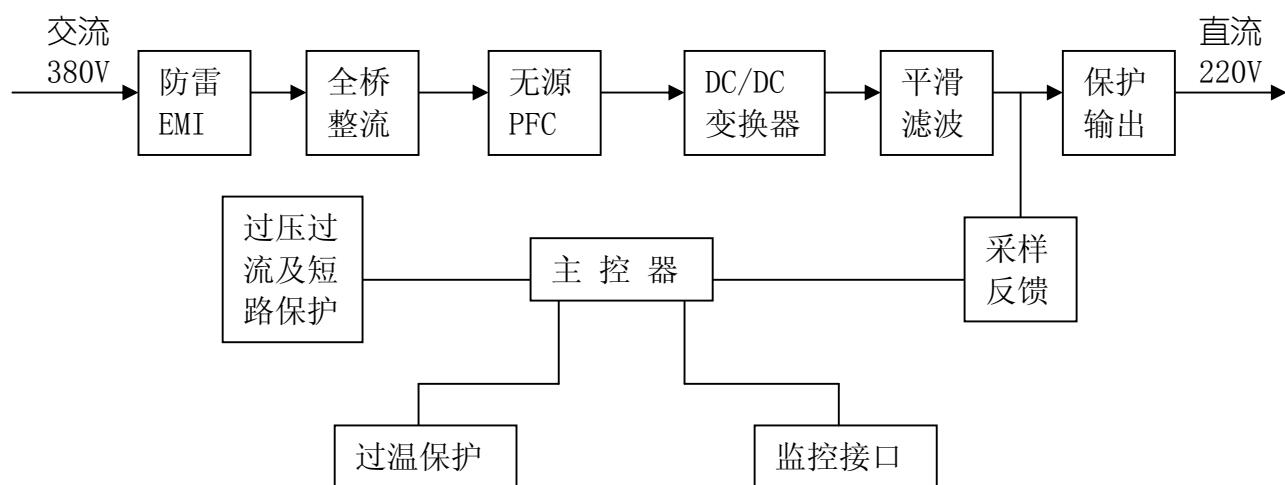 交流
380V
防雷
EMI
全桥
整流
无源
PFC
DC/DC
变换器
平滑
滤波
保护
输出
直流
220V
过压过
流及短
路保护
主 控 器
采样
反馈
过温保护
监控接口